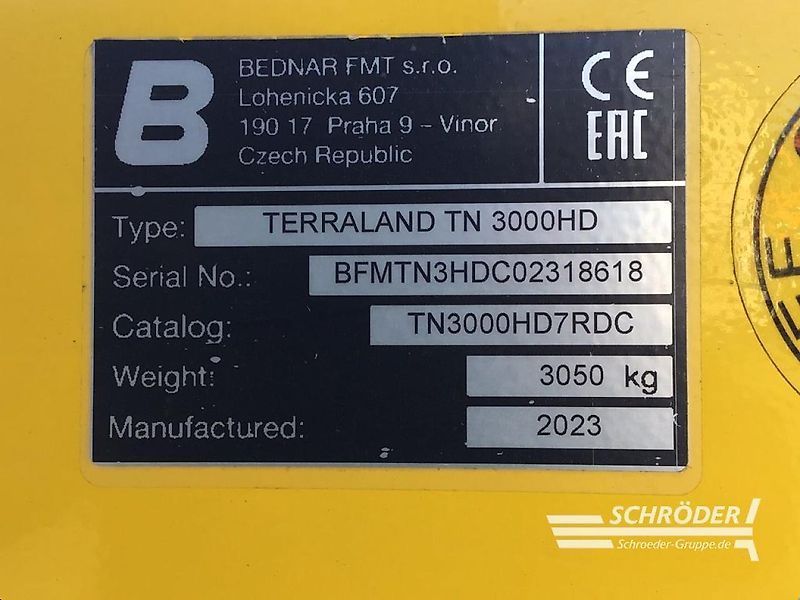 B
BEDNAR FMT s.r.o.
Lohenicka 607
190 17 Praha 9 - Vinor
Czech Republic
CE
EAC
Type: TERRALAND TN 3000HD
Serial No.: BFMTN3HDC02318618
Catalog: TN3000HD7RDC
Weight: 3050 kg
Manufactured: 2023
SCHRÖDER
Schroeder-Gruppe.de